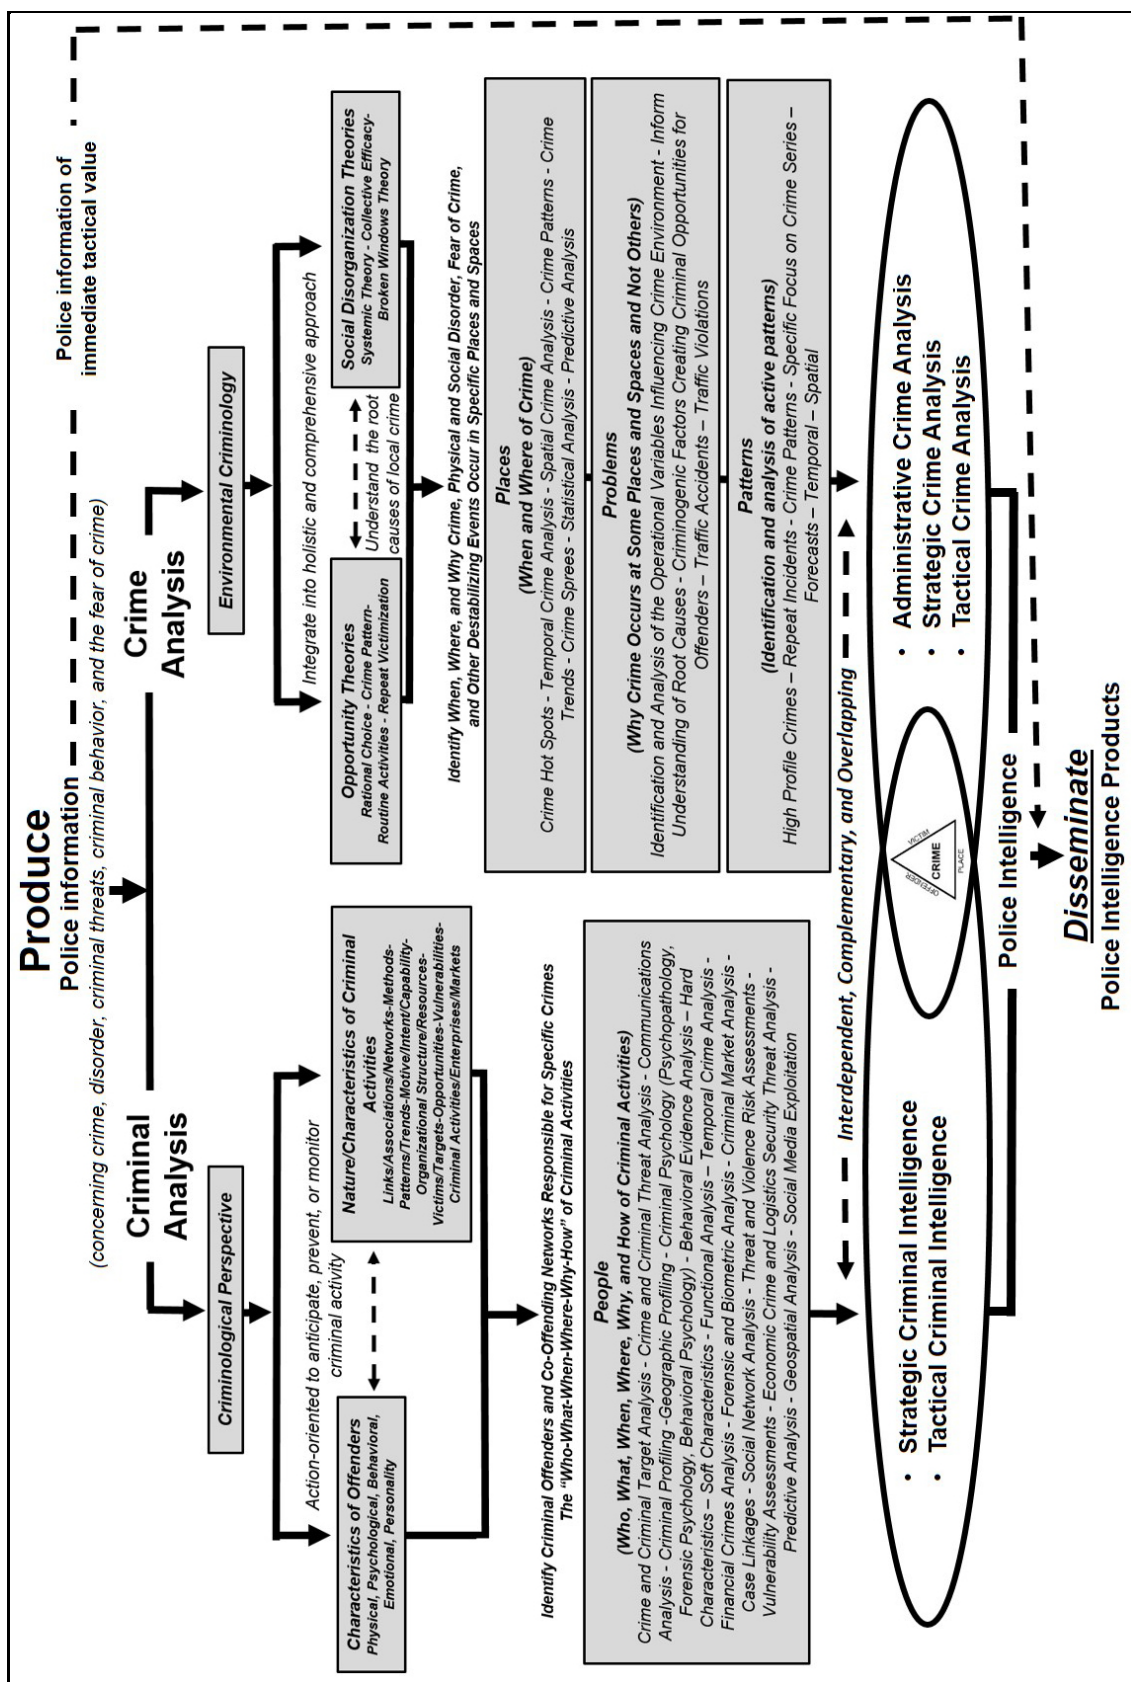 Produce
Police information
(concerning crime, disorder, criminal threats, criminal behavior, and the fear of crime)
Police information of
immediate tactical value
Criminal
Analysis
Crime
Analysis
Criminological Perspective
Environmental Criminology
Action-oriented to anticipate, prevent, or monitor
criminal activity
Integrate into holistic and comprehensive approach
Characteristics of Offenders
Physical, Psychological, Behavioral,
Emotional, Personality
Nature/Characteristics of Criminal
Activities
Links/Associations/Networks-Methods-
Patterns/Trends-Motive/Intent/Capability-
Organizational Structure/Resources-
Victims/Targets-Opportunities-Vulnerabilities-
Criminal Activities/Enterprises/Markets
Opportunity Theories
Rational Choice - Crime Pattern-
Routine Activities - Repeat Victimization
Understand the root
causes of local crime
Social Disorganization Theories
Systemic Theory - Collective Efficacy-
Broken Windows Theory
Identify Criminal Offenders and Co-Offending Networks Responsible for Specific Crimes
The “Who-What-When-Where-Why-How” of Criminal Activities
Identify When, Where, and Why Crime, Physical and Social Disorder, Fear of Crime,
and Other Destabilizing Events Occur in Specific Places and Spaces
People
(Who, What, When, Where, Why, and How of Criminal Activities)
Crime and Criminal Target Analysis - Crime and Criminal Threat Analysis - Communications
Analysis - Criminal Profiling -Geographic Profiling - Criminal Psychology (Psychopathology,
Forensic Psychology, Behavioral Psychology) - Behavioral Evidence Analysis – Hard
Characteristics – Soft Characteristics - Functional Analysis – Temporal Crime Analysis -
Financial Crimes Analysis - Forensic and Biometric Analysis - Criminal Market Analysis -
Case Linkages - Social Network Analysis - Threat and Violence Risk Assessments -
Vulnerability Assessments - Economic Crime and Logistics Security Threat Analysis -
Predictive Analysis - Geospatial Analysis - Social Media Exploitation
Places
(When and Where of Crime)
Crime Hot Spots - Temporal Crime Analysis - Spatial Crime Analysis - Crime Patterns - Crime
Trends - Crime Sprees - Statistical Analysis - Predictive Analysis
Problems
(Why Crime Occurs at Some Places and Spaces and Not Others)
Identification and Analysis of the Operational Variables Influencing Crime Environment - Inform
Understanding of Root Causes - Criminogenic Factors Creating Criminal Opportunities for
Offenders – Traffic Accidents – Traffic Violations
Patterns
(Identification and analysis of active patterns)
High Profile Crimes – Repeat Incidents - Crime Patterns - Specific Focus on Crime Series –
Forecasts – Temporal – Spatial
Interdependent, Complementary, and Overlapping
• Strategic Criminal Intelligence
• Tactical Criminal Intelligence
OFFENDER
VICTIM
CRIME
PLACE
• Administrative Crime Analysis
• Strategic Crime Analysis
• Tactical Crime Analysis
Police Intelligence
Disseminate
Police Intelligence Products